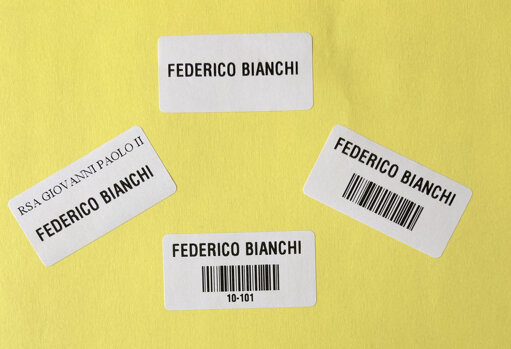 FEDERICO BIANCHI
RSA GIOVANNI PAOLO II
FEDERICO BIANCHI
FEDERICO BIANCHI
FEDERICO BIANCHI
10-101